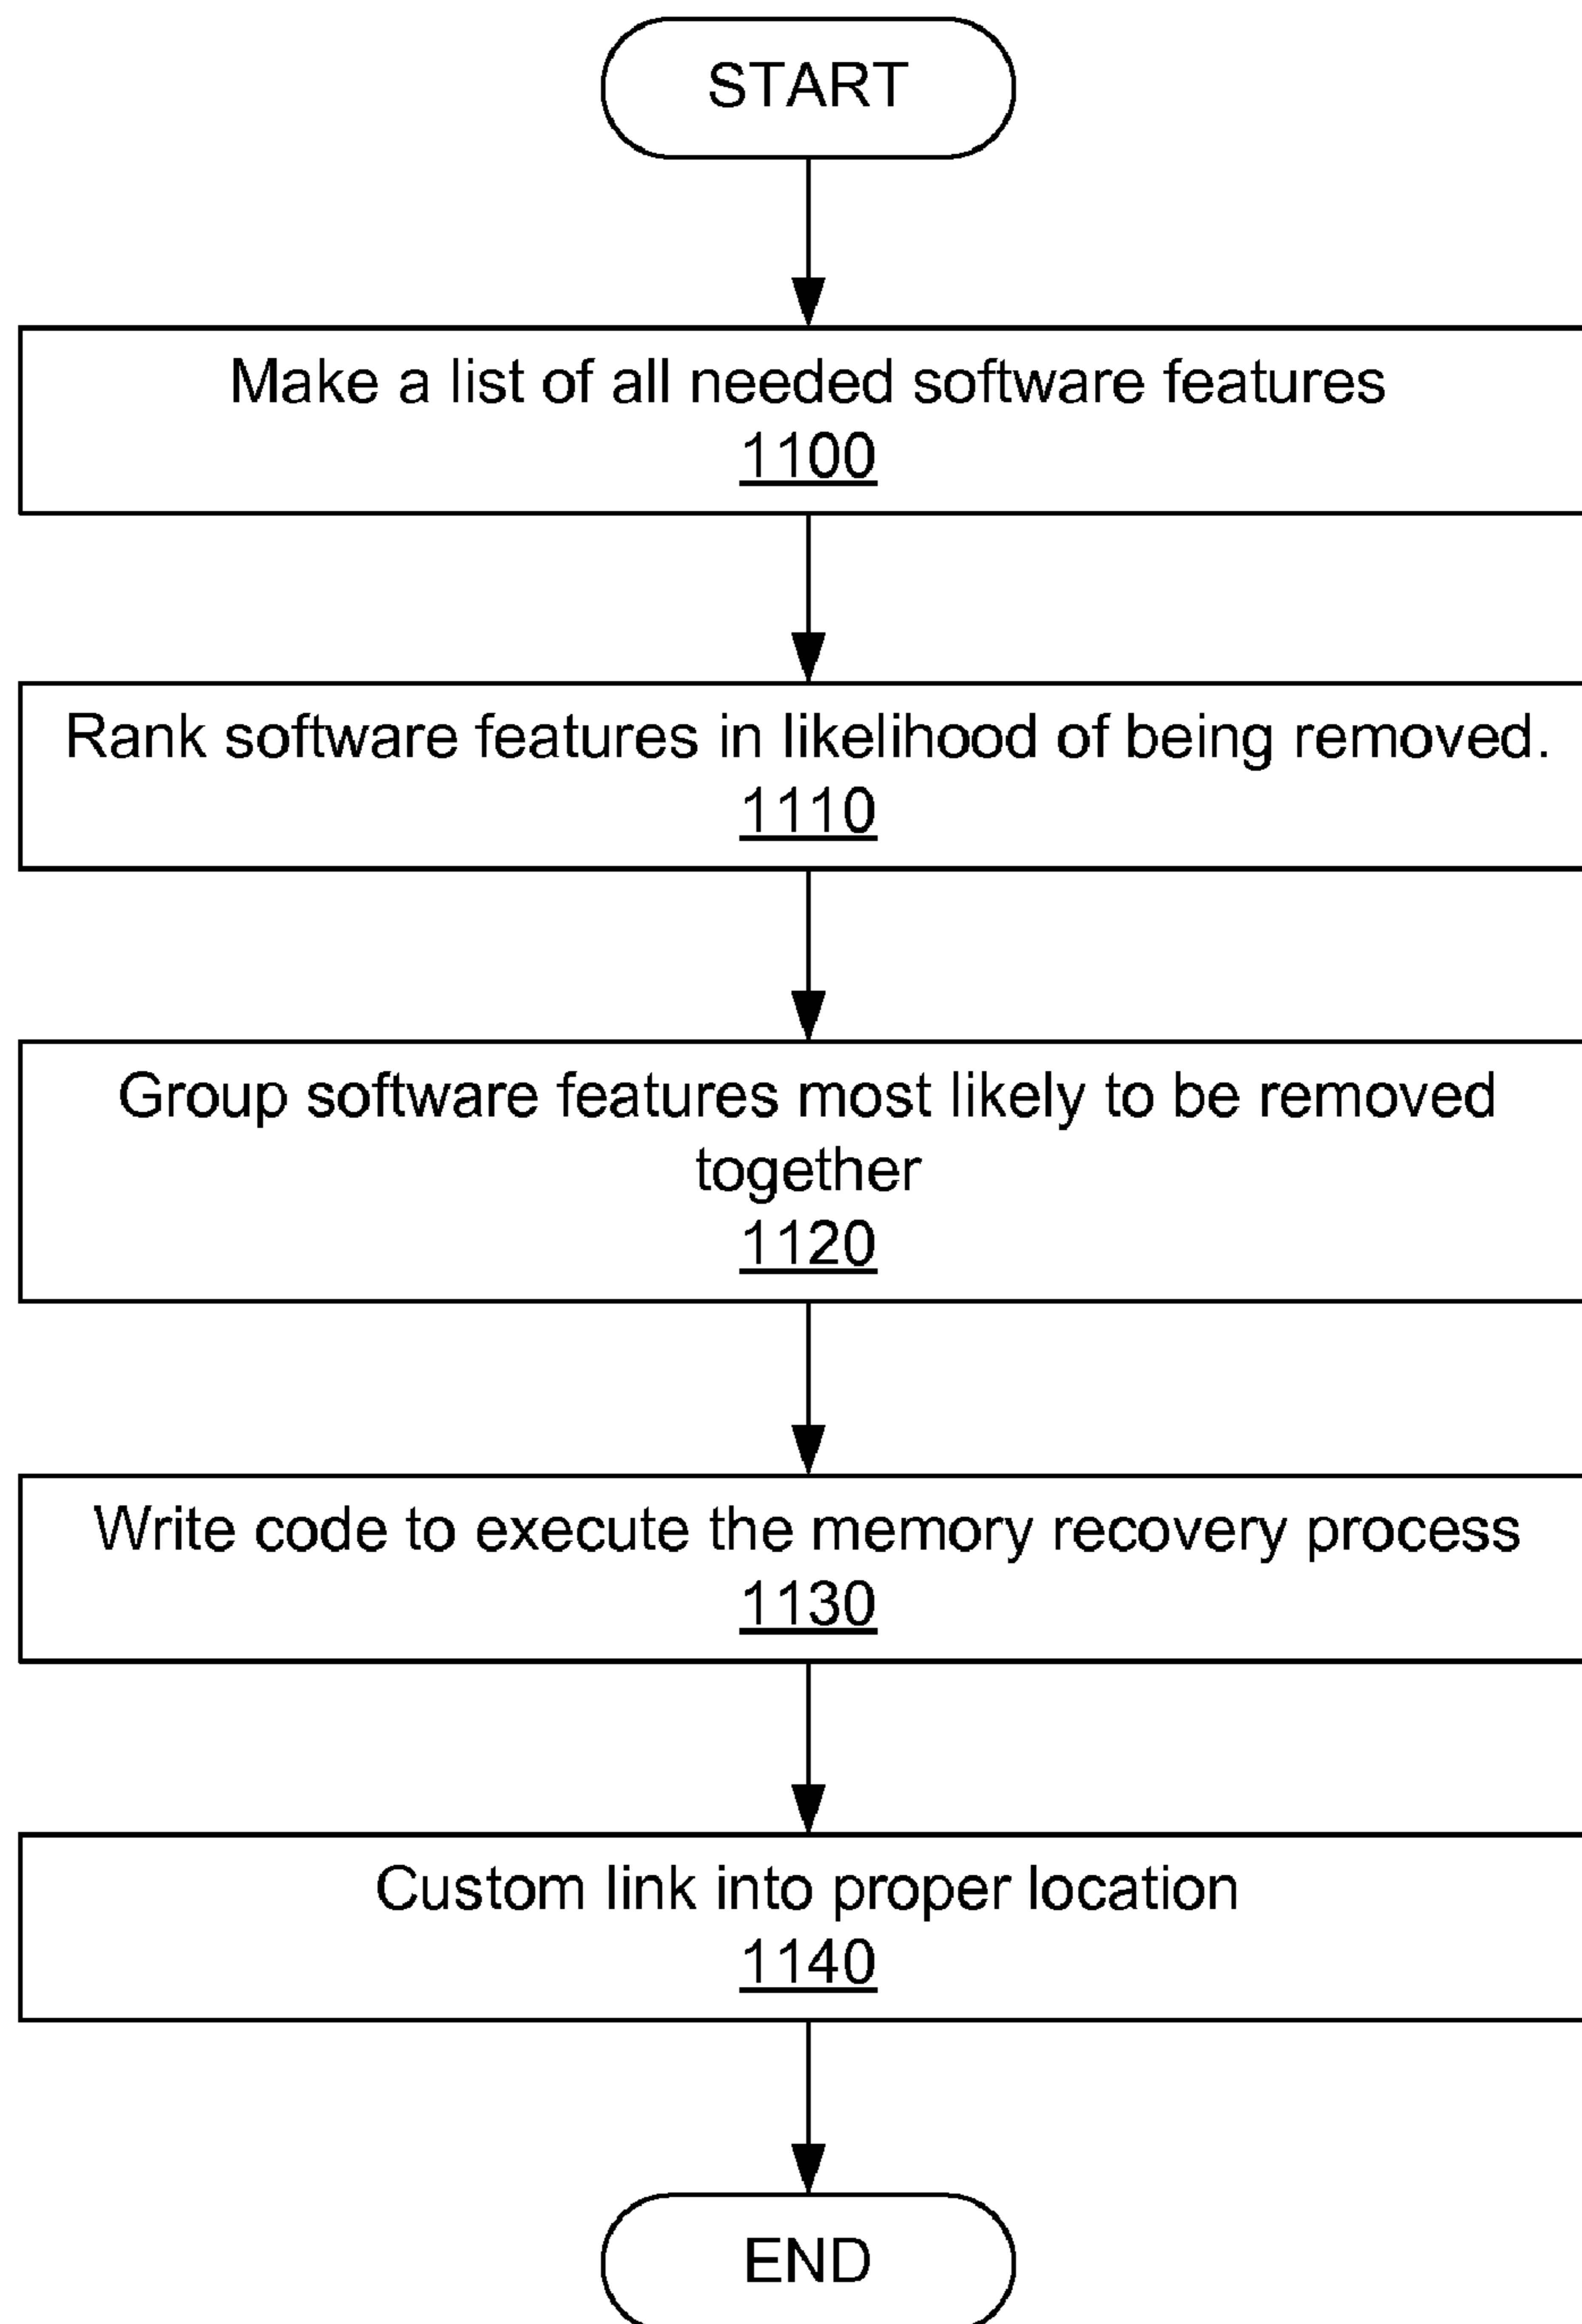 START
Make a list of all needed software features
1100
Rank software features in likelihood of being removed.
1110
Group software features most likely to be removed
together
1120
Write code to execute the memory recovery process
1130
Custom link into proper location
1140
END